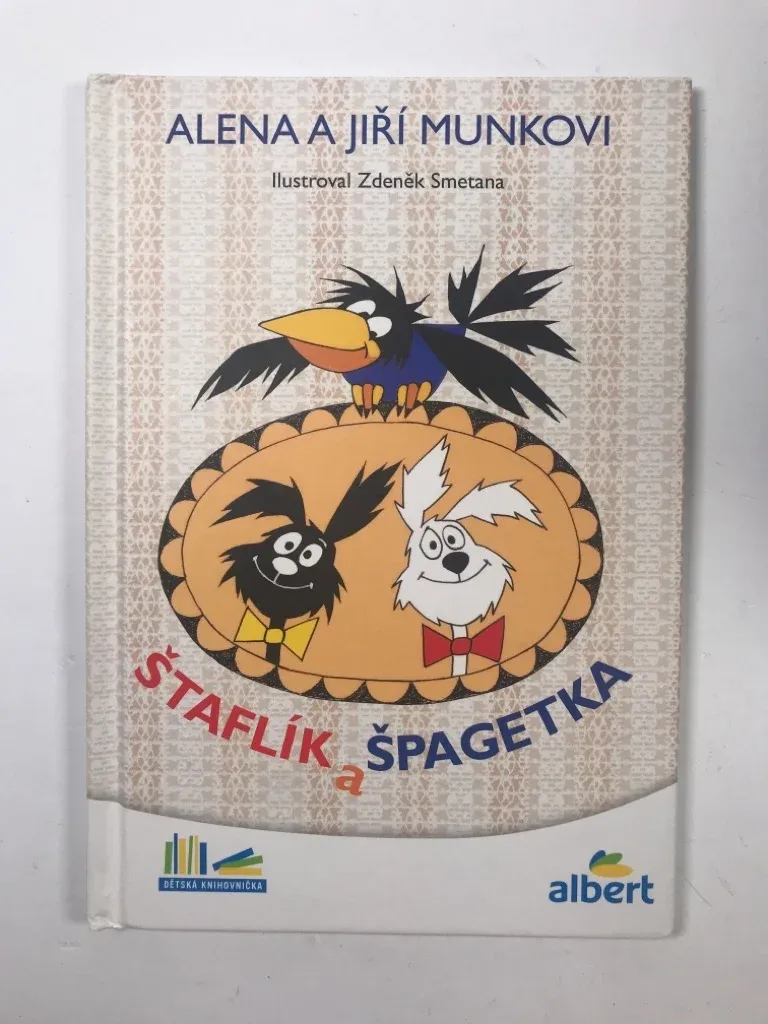 ALENA A JIŘÍ MUNKOVI
Ilustroval Zdeněk Smetana
ŠTAFLÍK a ŠPAGETKA
DĚTSKÁ KNIHOVNIČKA
albert